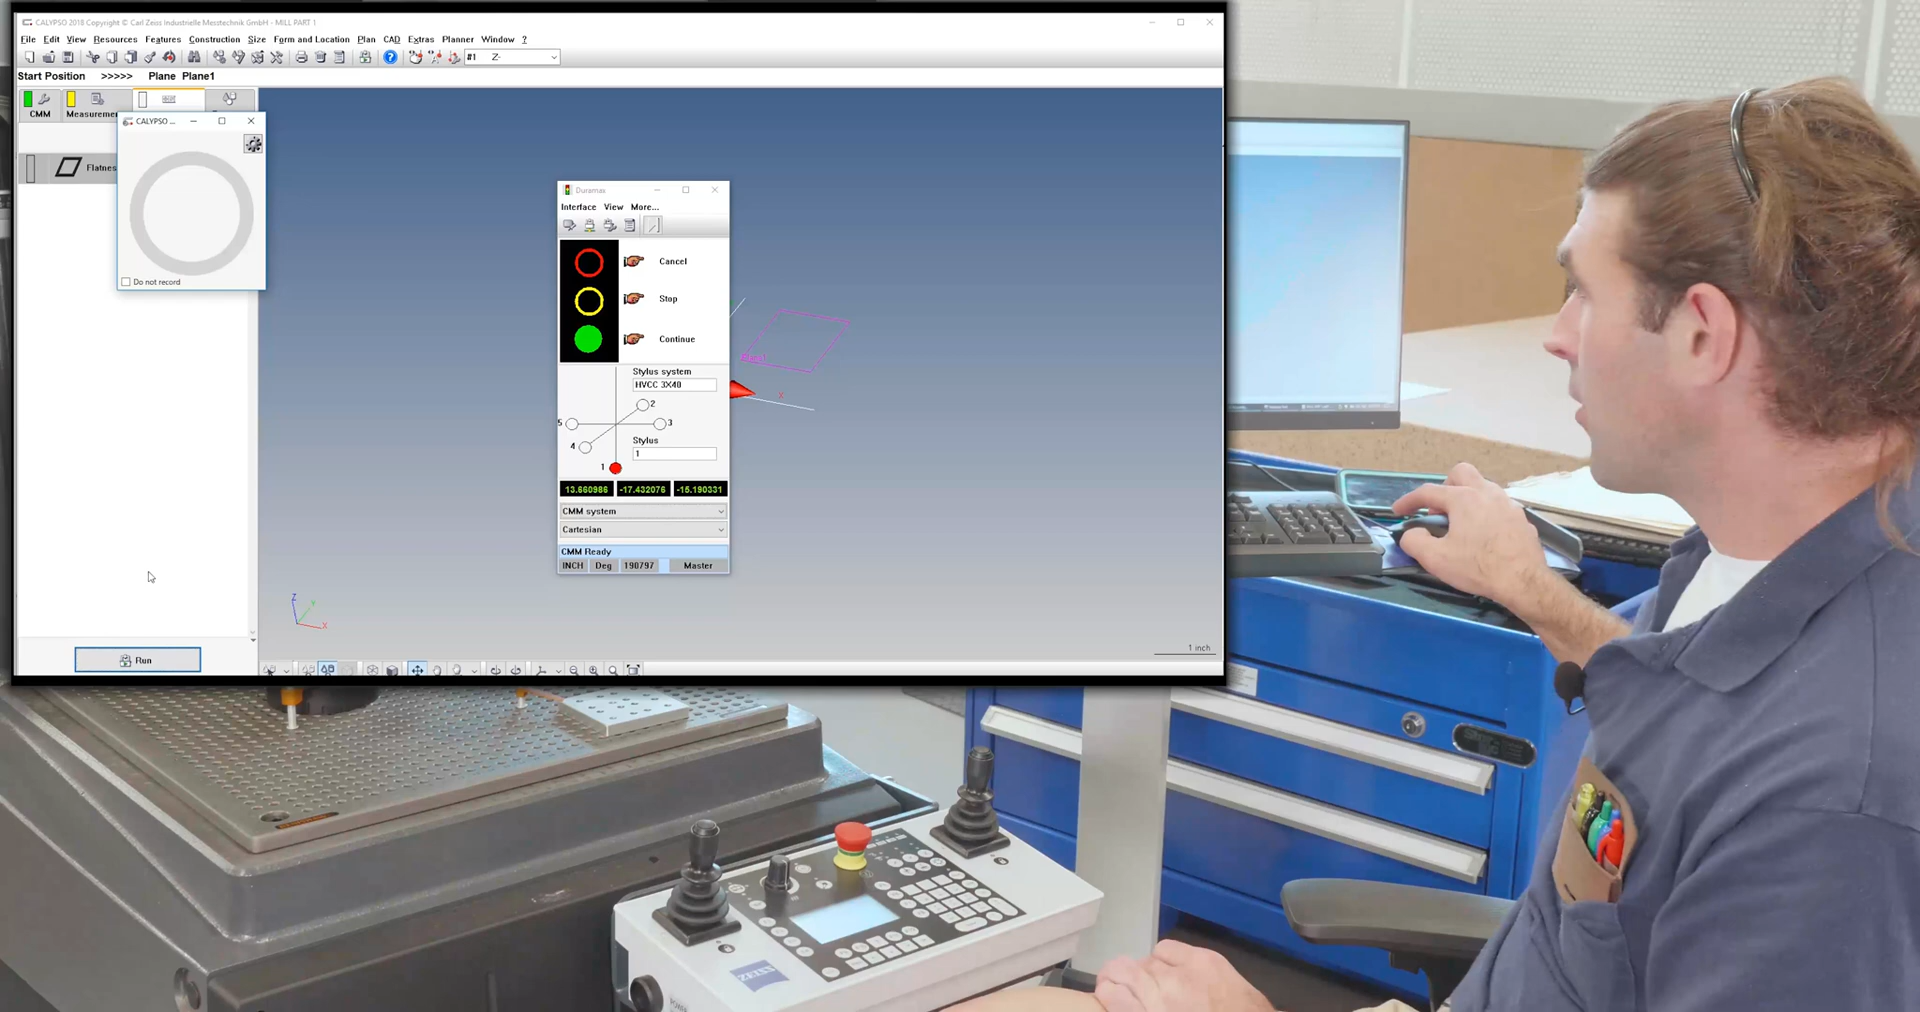 CALYPSO 2018 Copyright © Carl Zeiss Industrielle Messtechnik GmbH - MILL PART 1
File Edit View Resources Features Construction Size Form and Location Plan CAD Extras Planner Window ?
#1 Z-
Start Position >>>>> Plane Plane1
CMM Measuremen
CALYPSO ...
Flatnes
Do not record
Run
Duramax
Interface View More...
Cancel
Stop
Continue
Stylus system
HVCC 3X40
2
5 3
Stylus
4
1
1
13.660986 -17.432076 -15.190331
CMM system
Cartesian
CMM Ready
INCH Deg 190797 Master
X
Z
Y
X
1 inch
ZEISS